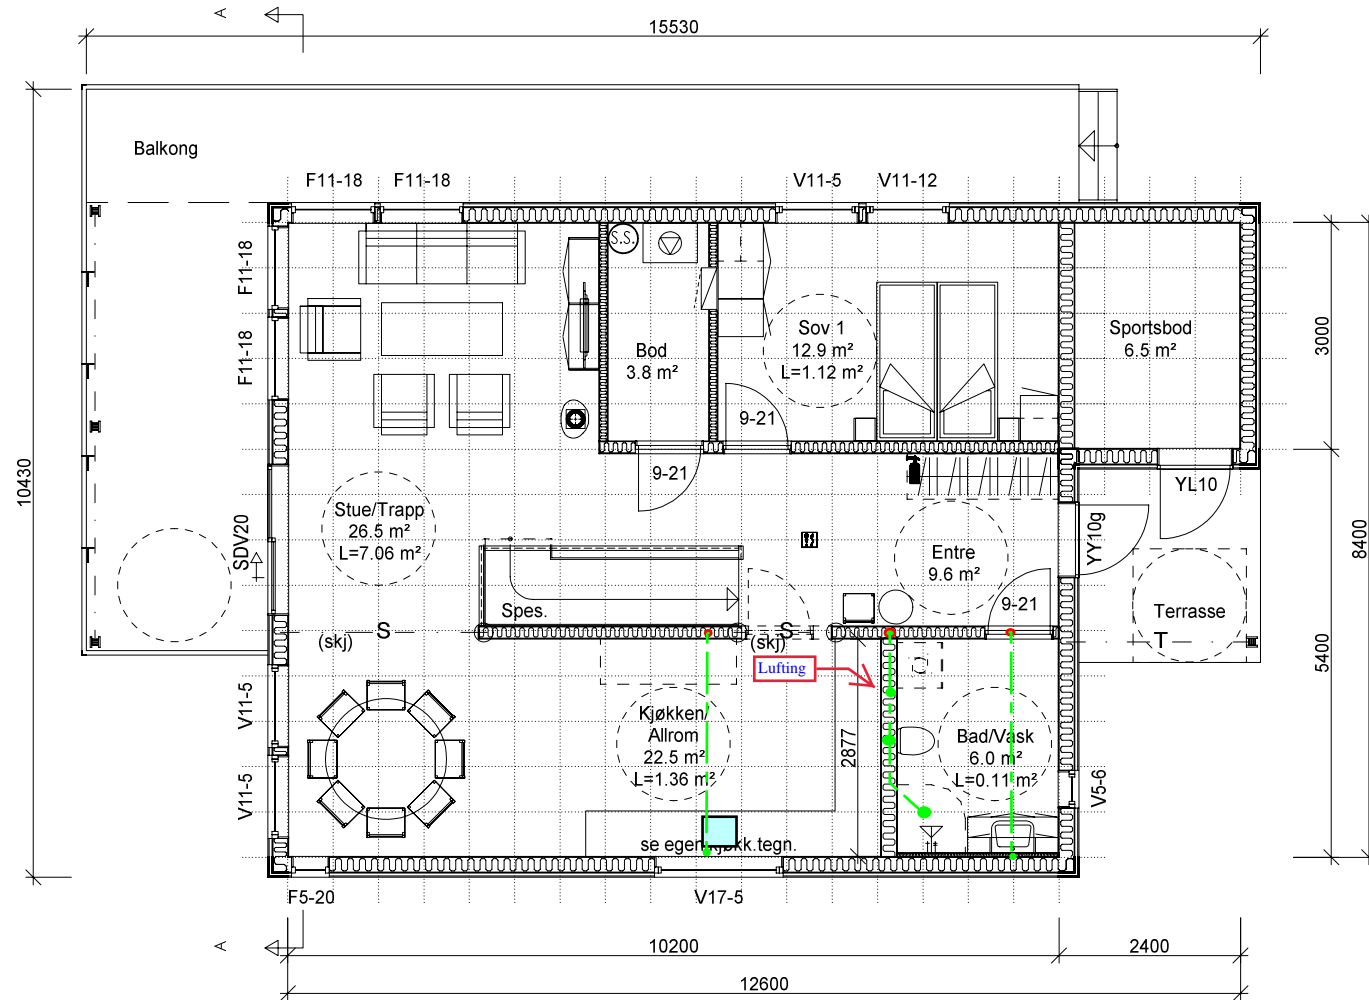 A
15530
Balkong
F11-18
F11-18
V11-5
V11-12
F11-18
F11-18
S.S.
Bod
3.8 m²
Sov 1
12.9 m²
L=1.12 m²
Sportsbod
6.5 m²
3000
9-21
9-21
YL10
10430
8400
Stue/Trapp
26.5 m²
L=7.06 m²
SDV20
Entre
9.6 m²
YY10g
Spes.
9-21
Terrasse
T
S
(skj)
S
(skj)
Lufting
5400
V11-5
V11-5
Kjøkken/
Allrom
22.5 m²
L=1.36 m²
2877
Bad/Vask
6.0 m²
L=0.11 m²
V5-6
se egen kjøkk.tegn.
F5-20
V17-5
A
10200
2400
12600